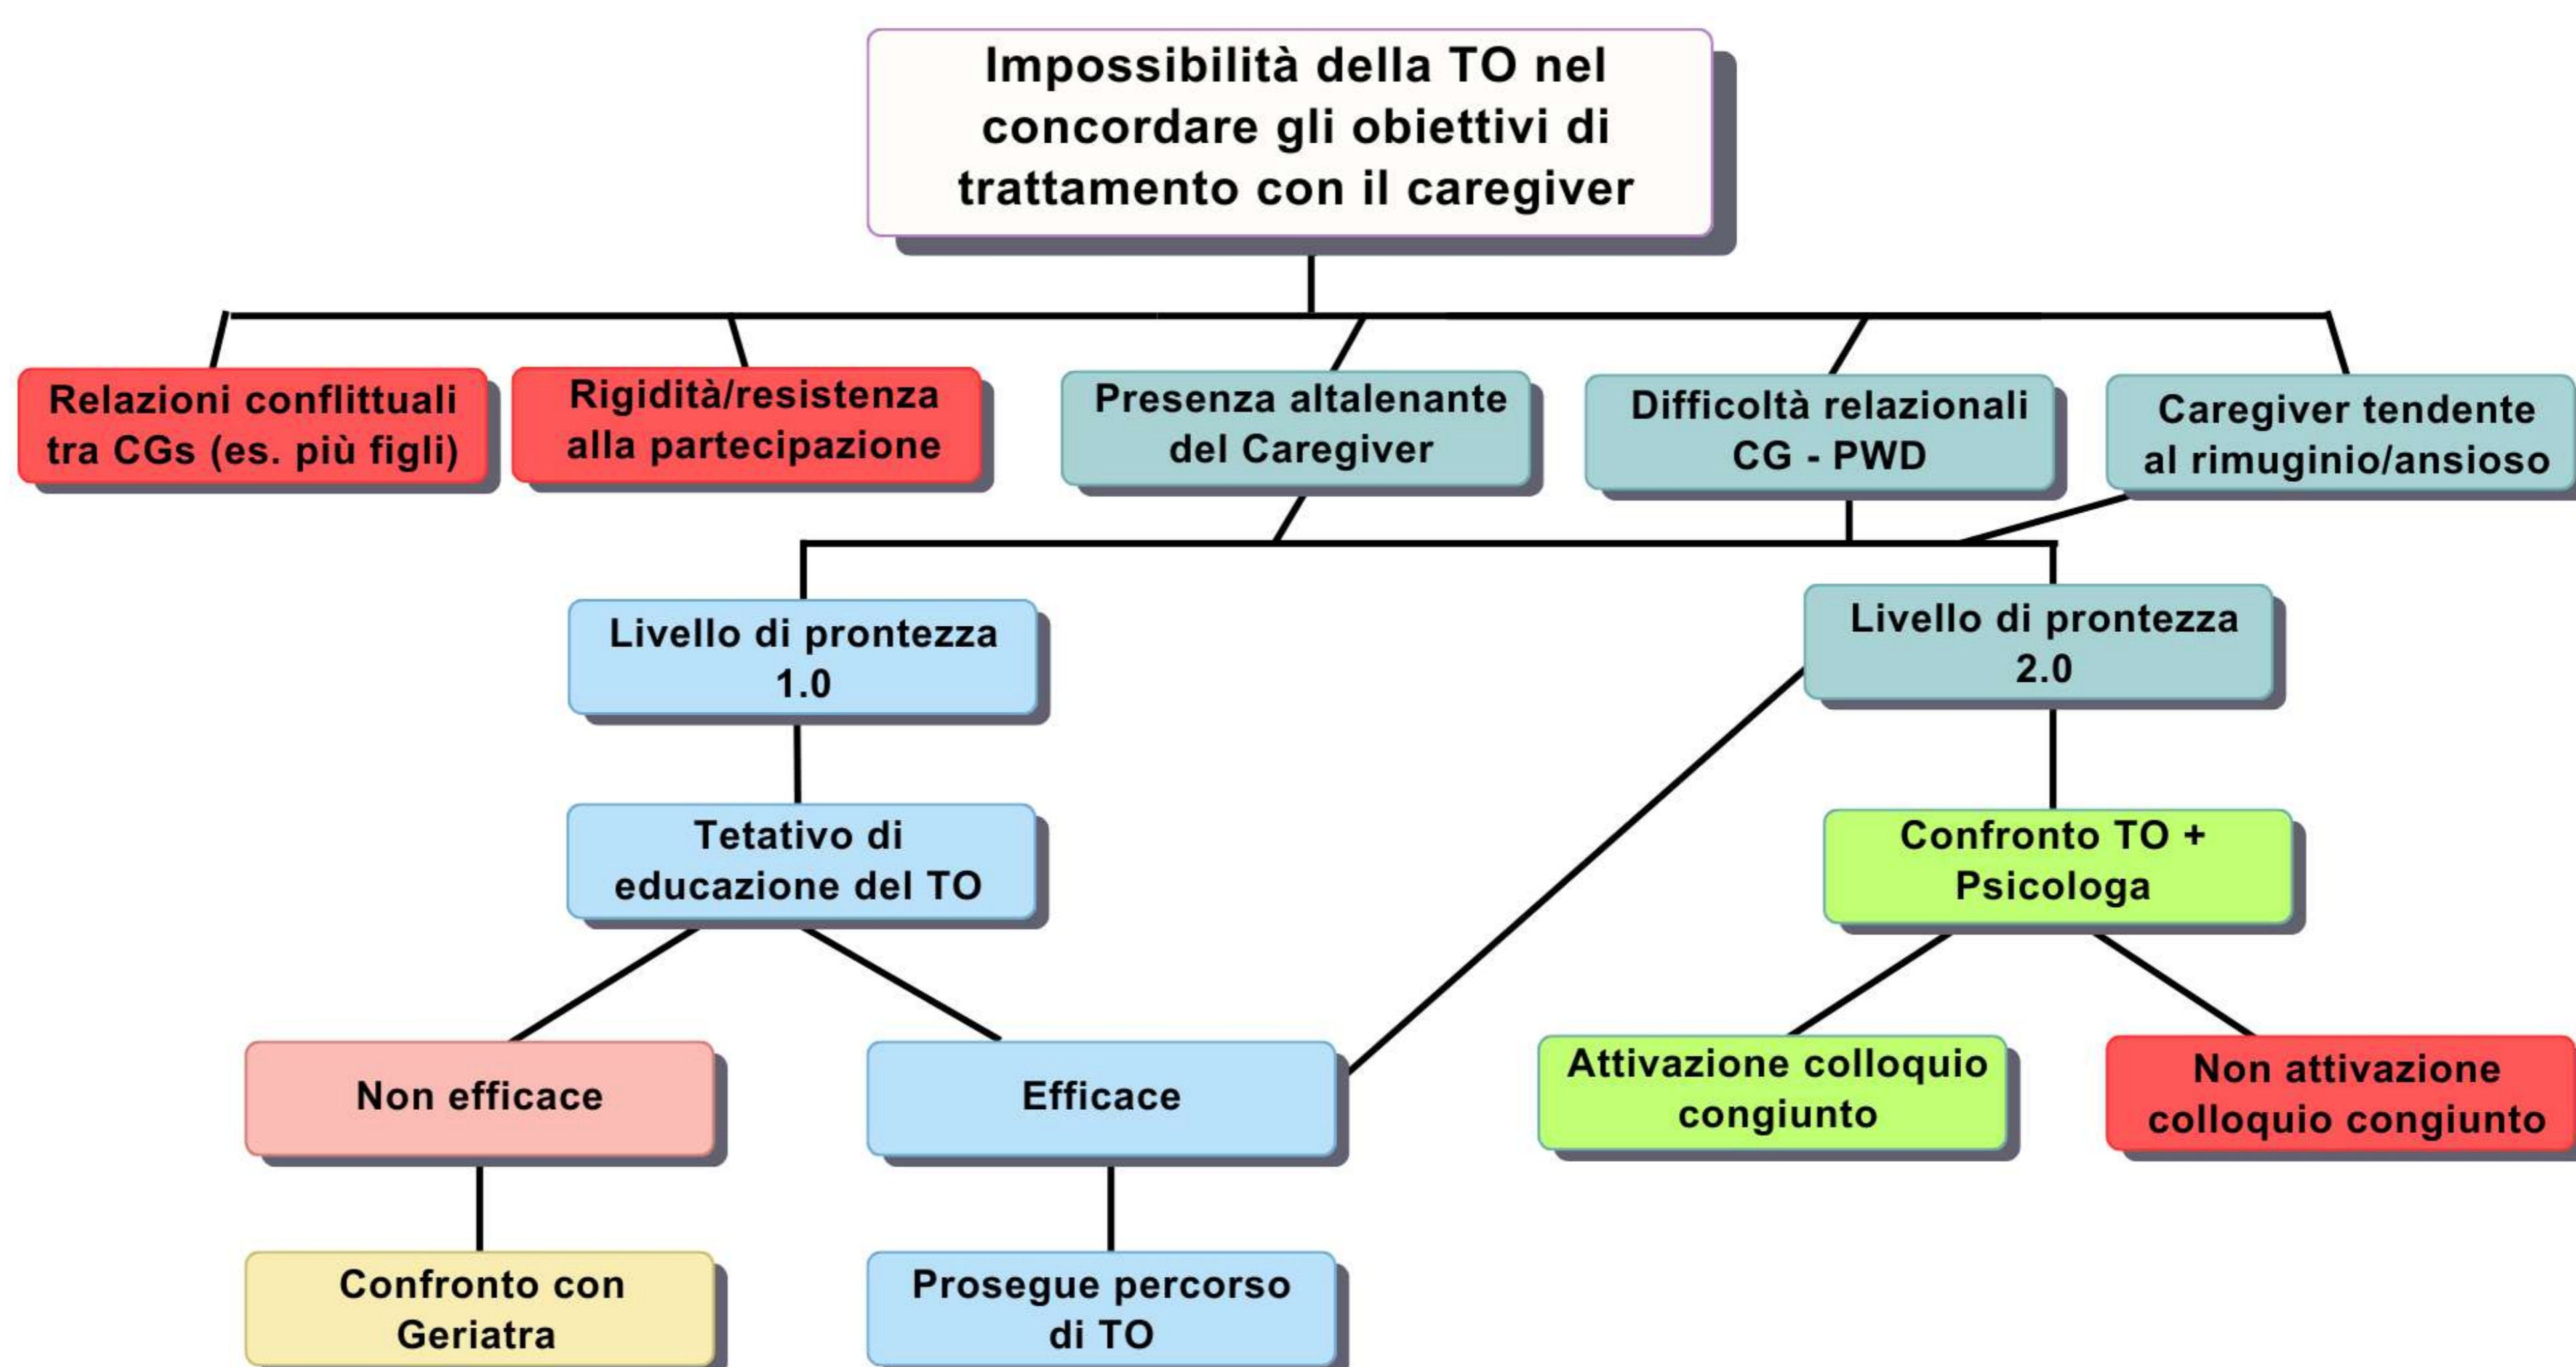 Impossibilità della TO nel
concordare gli obiettivi di
trattamento con il caregiver
Relazioni conflittuali
tra CGs (es. più figli)
Rigidità/resistenza
alla partecipazione
Presenza altalenante
del Caregiver
Difficoltà relazionali
CG - PWD
Caregiver tendente
al rimuginio/ansioso
Livello di prontezza
1.0
Livello di prontezza
2.0
Tetativo di
educazione del TO
Confronto TO +
Psicologa
Non efficace
Efficace
Attivazione colloquio
congiunto
Non attivazione
colloquio congiunto
Confronto con
Geriatra
Prosegue percorso
di TO